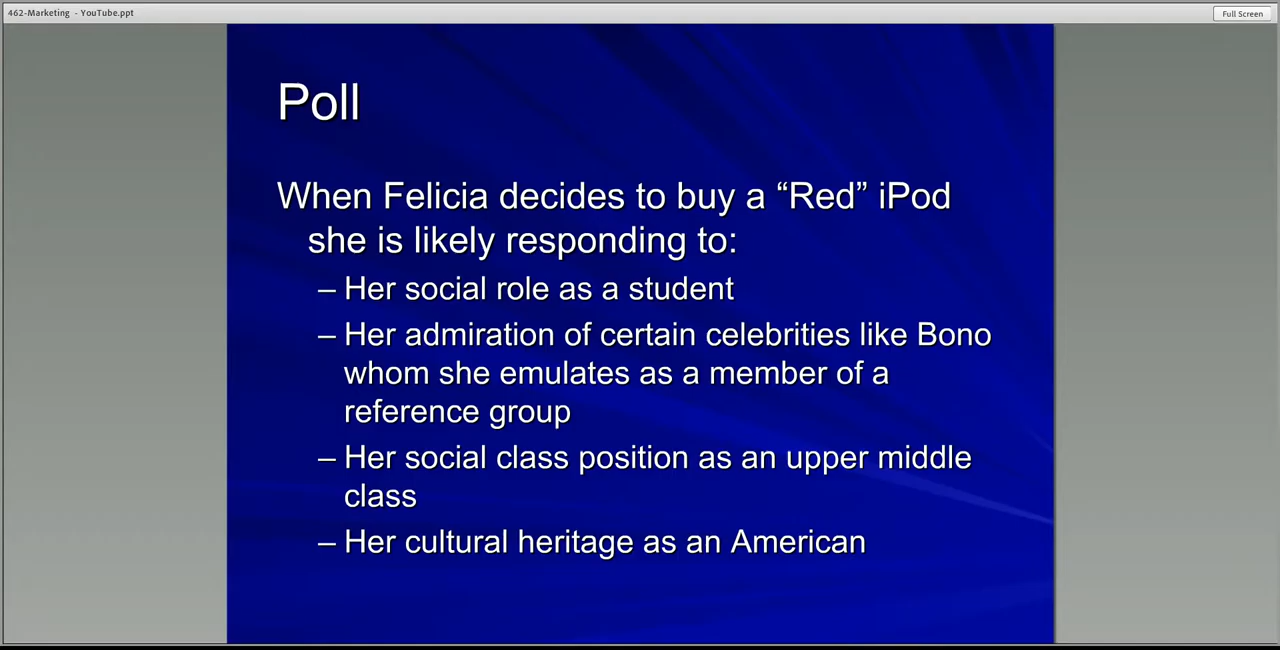 462-Marketing - YouTube.ppt
Full Screen
Poll
When Felicia decides to buy a “Red” iPod
she is likely responding to:
– Her social role as a student
– Her admiration of certain celebrities like Bono
whom she emulates as a member of a
reference group
– Her social class position as an upper middle
class
– Her cultural heritage as an American